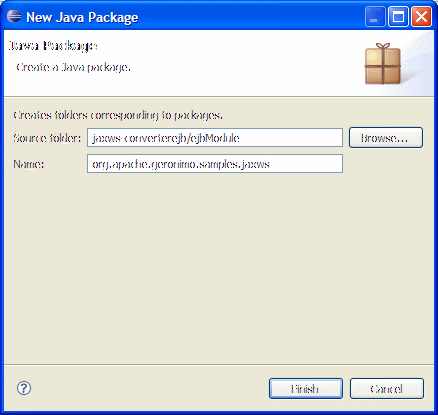 New Java Package
Java Package
Create a Java package.
Creates folders corresponding to packages.
Source folder: jaxws-converterejb/ejbModule Browse...
Name: org.apache.geronimo.samples.jaxws
? Finish Cancel